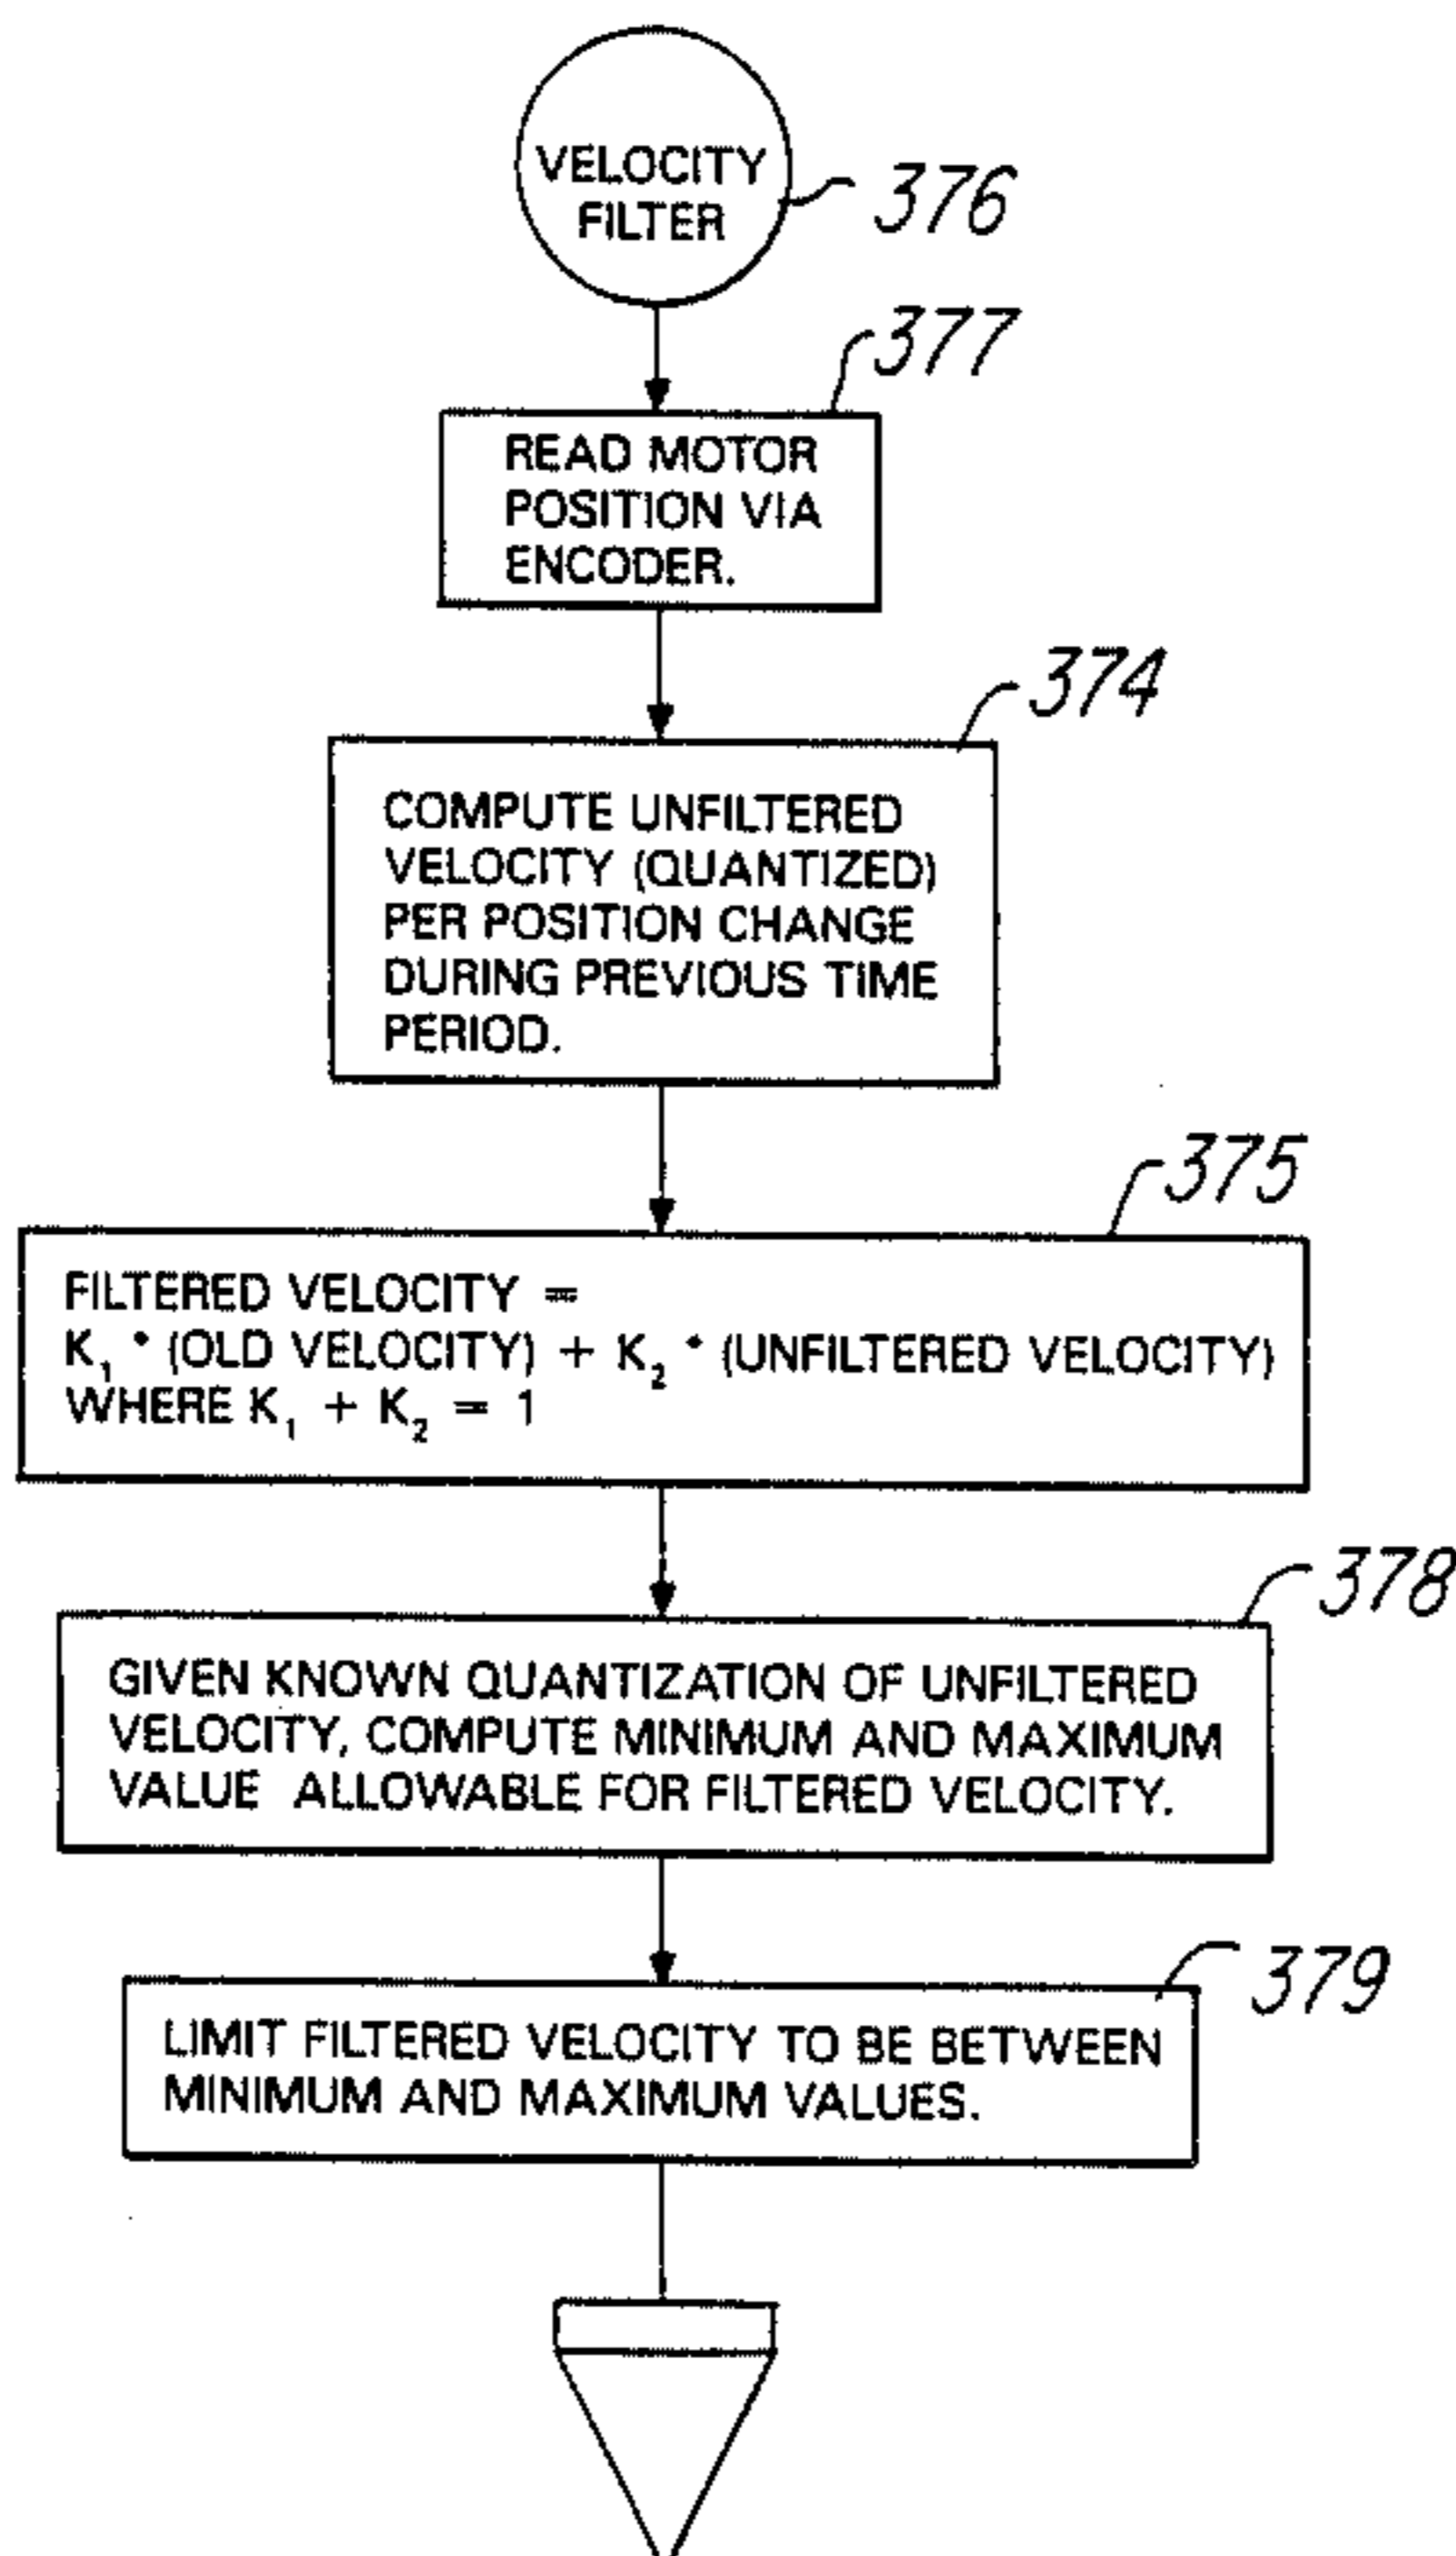 VELOCITY
FILTER
376
377
READ MOTOR
POSITION VIA
ENCODER.
374
COMPUTE UNFILTERED
VELOCITY (QUANTIZED)
PER POSITION CHANGE
DURING PREVIOUS TIME
PERIOD.
375
FILTERED VELOCITY =
K₁ * (OLD VELOCITY) + K₂ * (UNFILTERED VELOCITY)
WHERE K₁ + K₂ = 1
378
GIVEN KNOWN QUANTIZATION OF UNFILTERED
VELOCITY, COMPUTE MINIMUM AND MAXIMUM
VALUE ALLOWABLE FOR FILTERED VELOCITY.
379
LIMIT FILTERED VELOCITY TO BE BETWEEN
MINIMUM AND MAXIMUM VALUES.